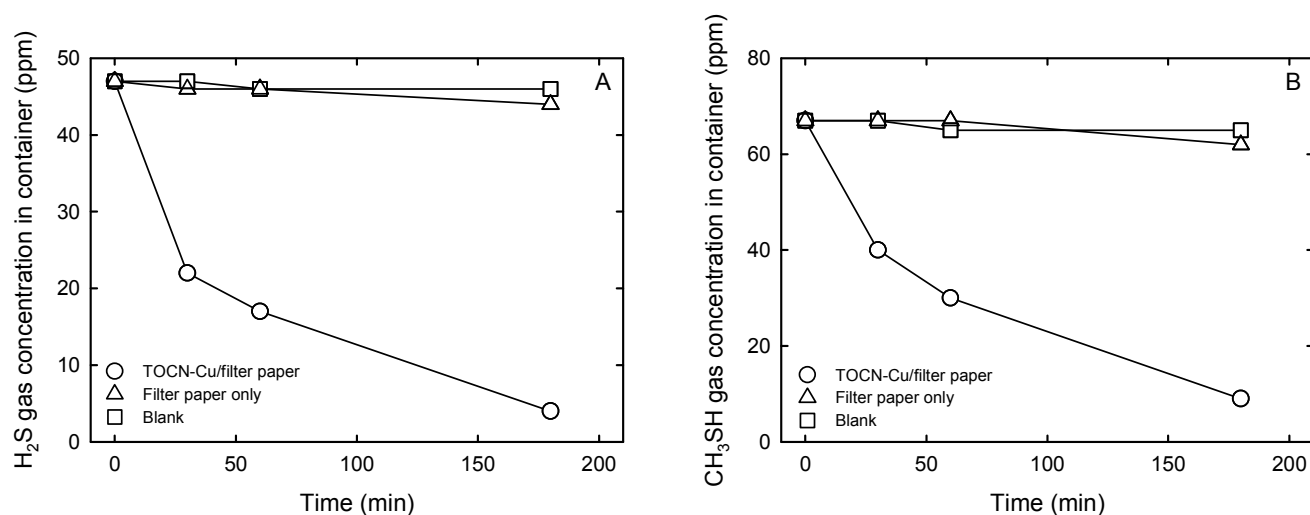 A
H₂S gas concentration in container (ppm)
50
40
30
20
10
0
TOCN-Cu/filter paper
Filter paper only
Blank
0 50 100 150 200
Time (min)
B
CH₃SH gas concentration in container (ppm)
80
60
40
20
0
TOCN-Cu/filter paper
Filter paper only
Blank
0 50 100 150 200
Time (min)